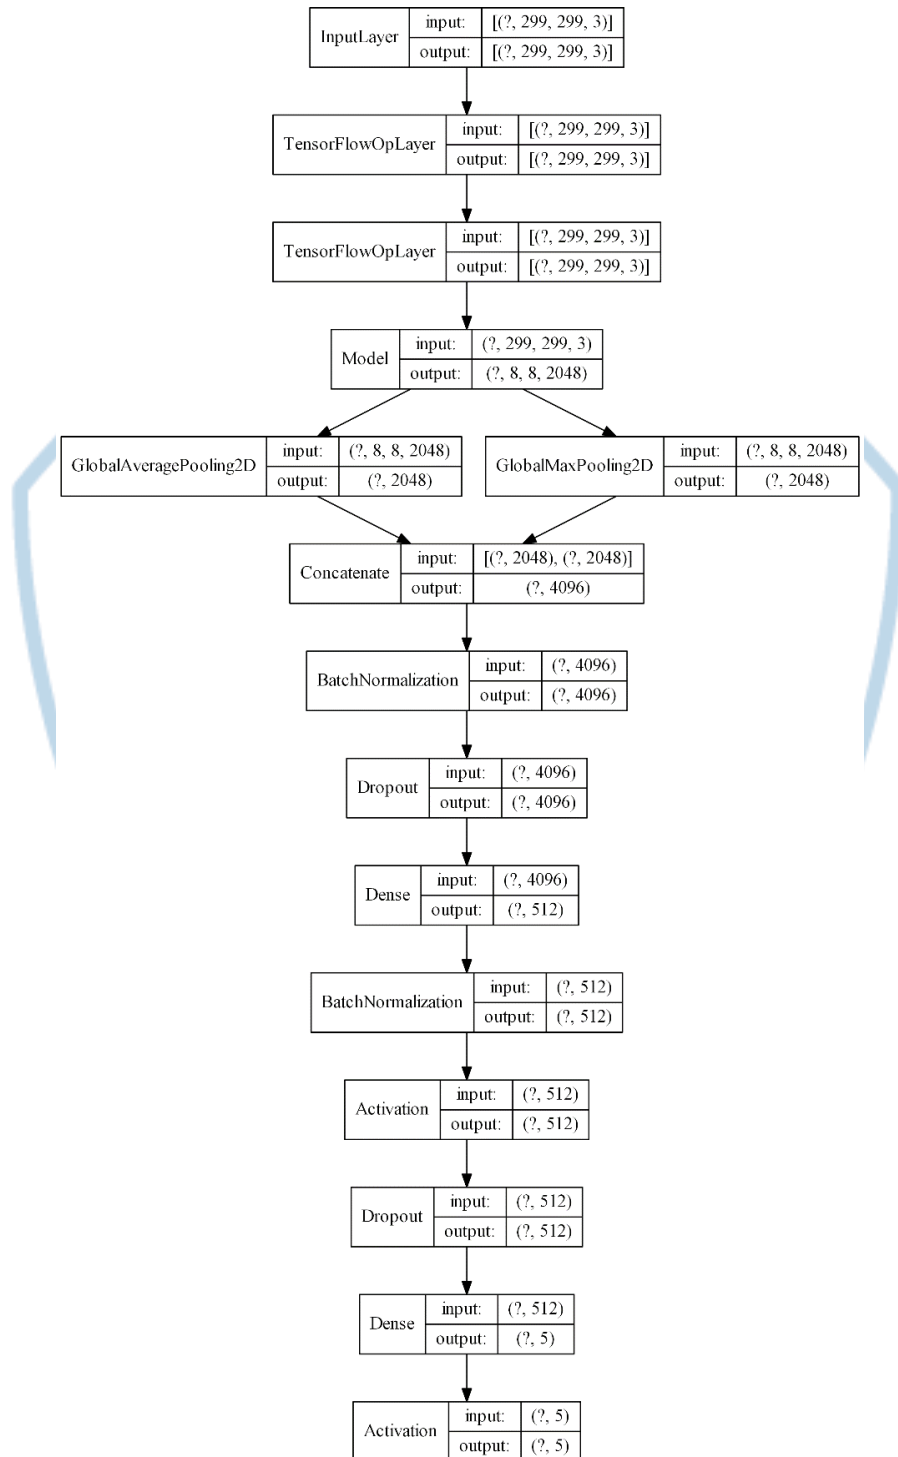 InputLayer
input: [(?, 299, 299, 3)]
output: [(?, 299, 299, 3)]
TensorFlowOpLayer
input: [(?, 299, 299, 3)]
output: [(?, 299, 299, 3)]
TensorFlowOpLayer
input: [(?, 299, 299, 3)]
output: [(?, 299, 299, 3)]
Model
input: (?, 299, 299, 3)
output: (?, 8, 8, 2048)
GlobalAveragePooling2D
input: (?, 8, 8, 2048)
output: (?, 2048)
GlobalMaxPooling2D
input: (?, 8, 8, 2048)
output: (?, 2048)
Concatenate
input: [(?, 2048), (?, 2048)]
output: (?, 4096)
BatchNormalization
input: (?, 4096)
output: (?, 4096)
Dropout
input: (?, 4096)
output: (?, 4096)
Dense
input: (?, 4096)
output: (?, 512)
BatchNormalization
input: (?, 512)
output: (?, 512)
Activation
input: (?, 512)
output: (?, 512)
Dropout
input: (?, 512)
output: (?, 512)
Dense
input: (?, 512)
output: (?, 5)
Activation
input: (?, 5)
output: (?, 5)